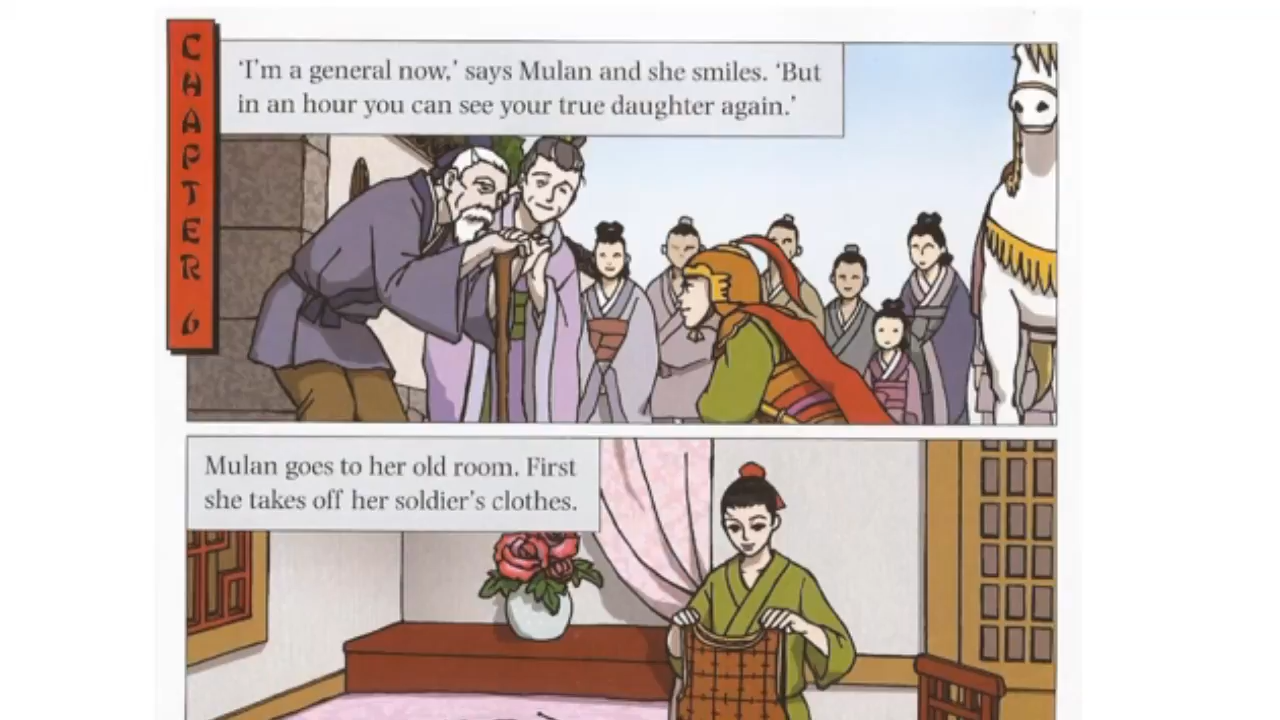 CHAPTER 6
‘I'm a general now,’ says Mulan and she smiles. ‘But
in an hour you can see your true daughter again.’
Mulan goes to her old room. First
she takes off her soldier's clothes.